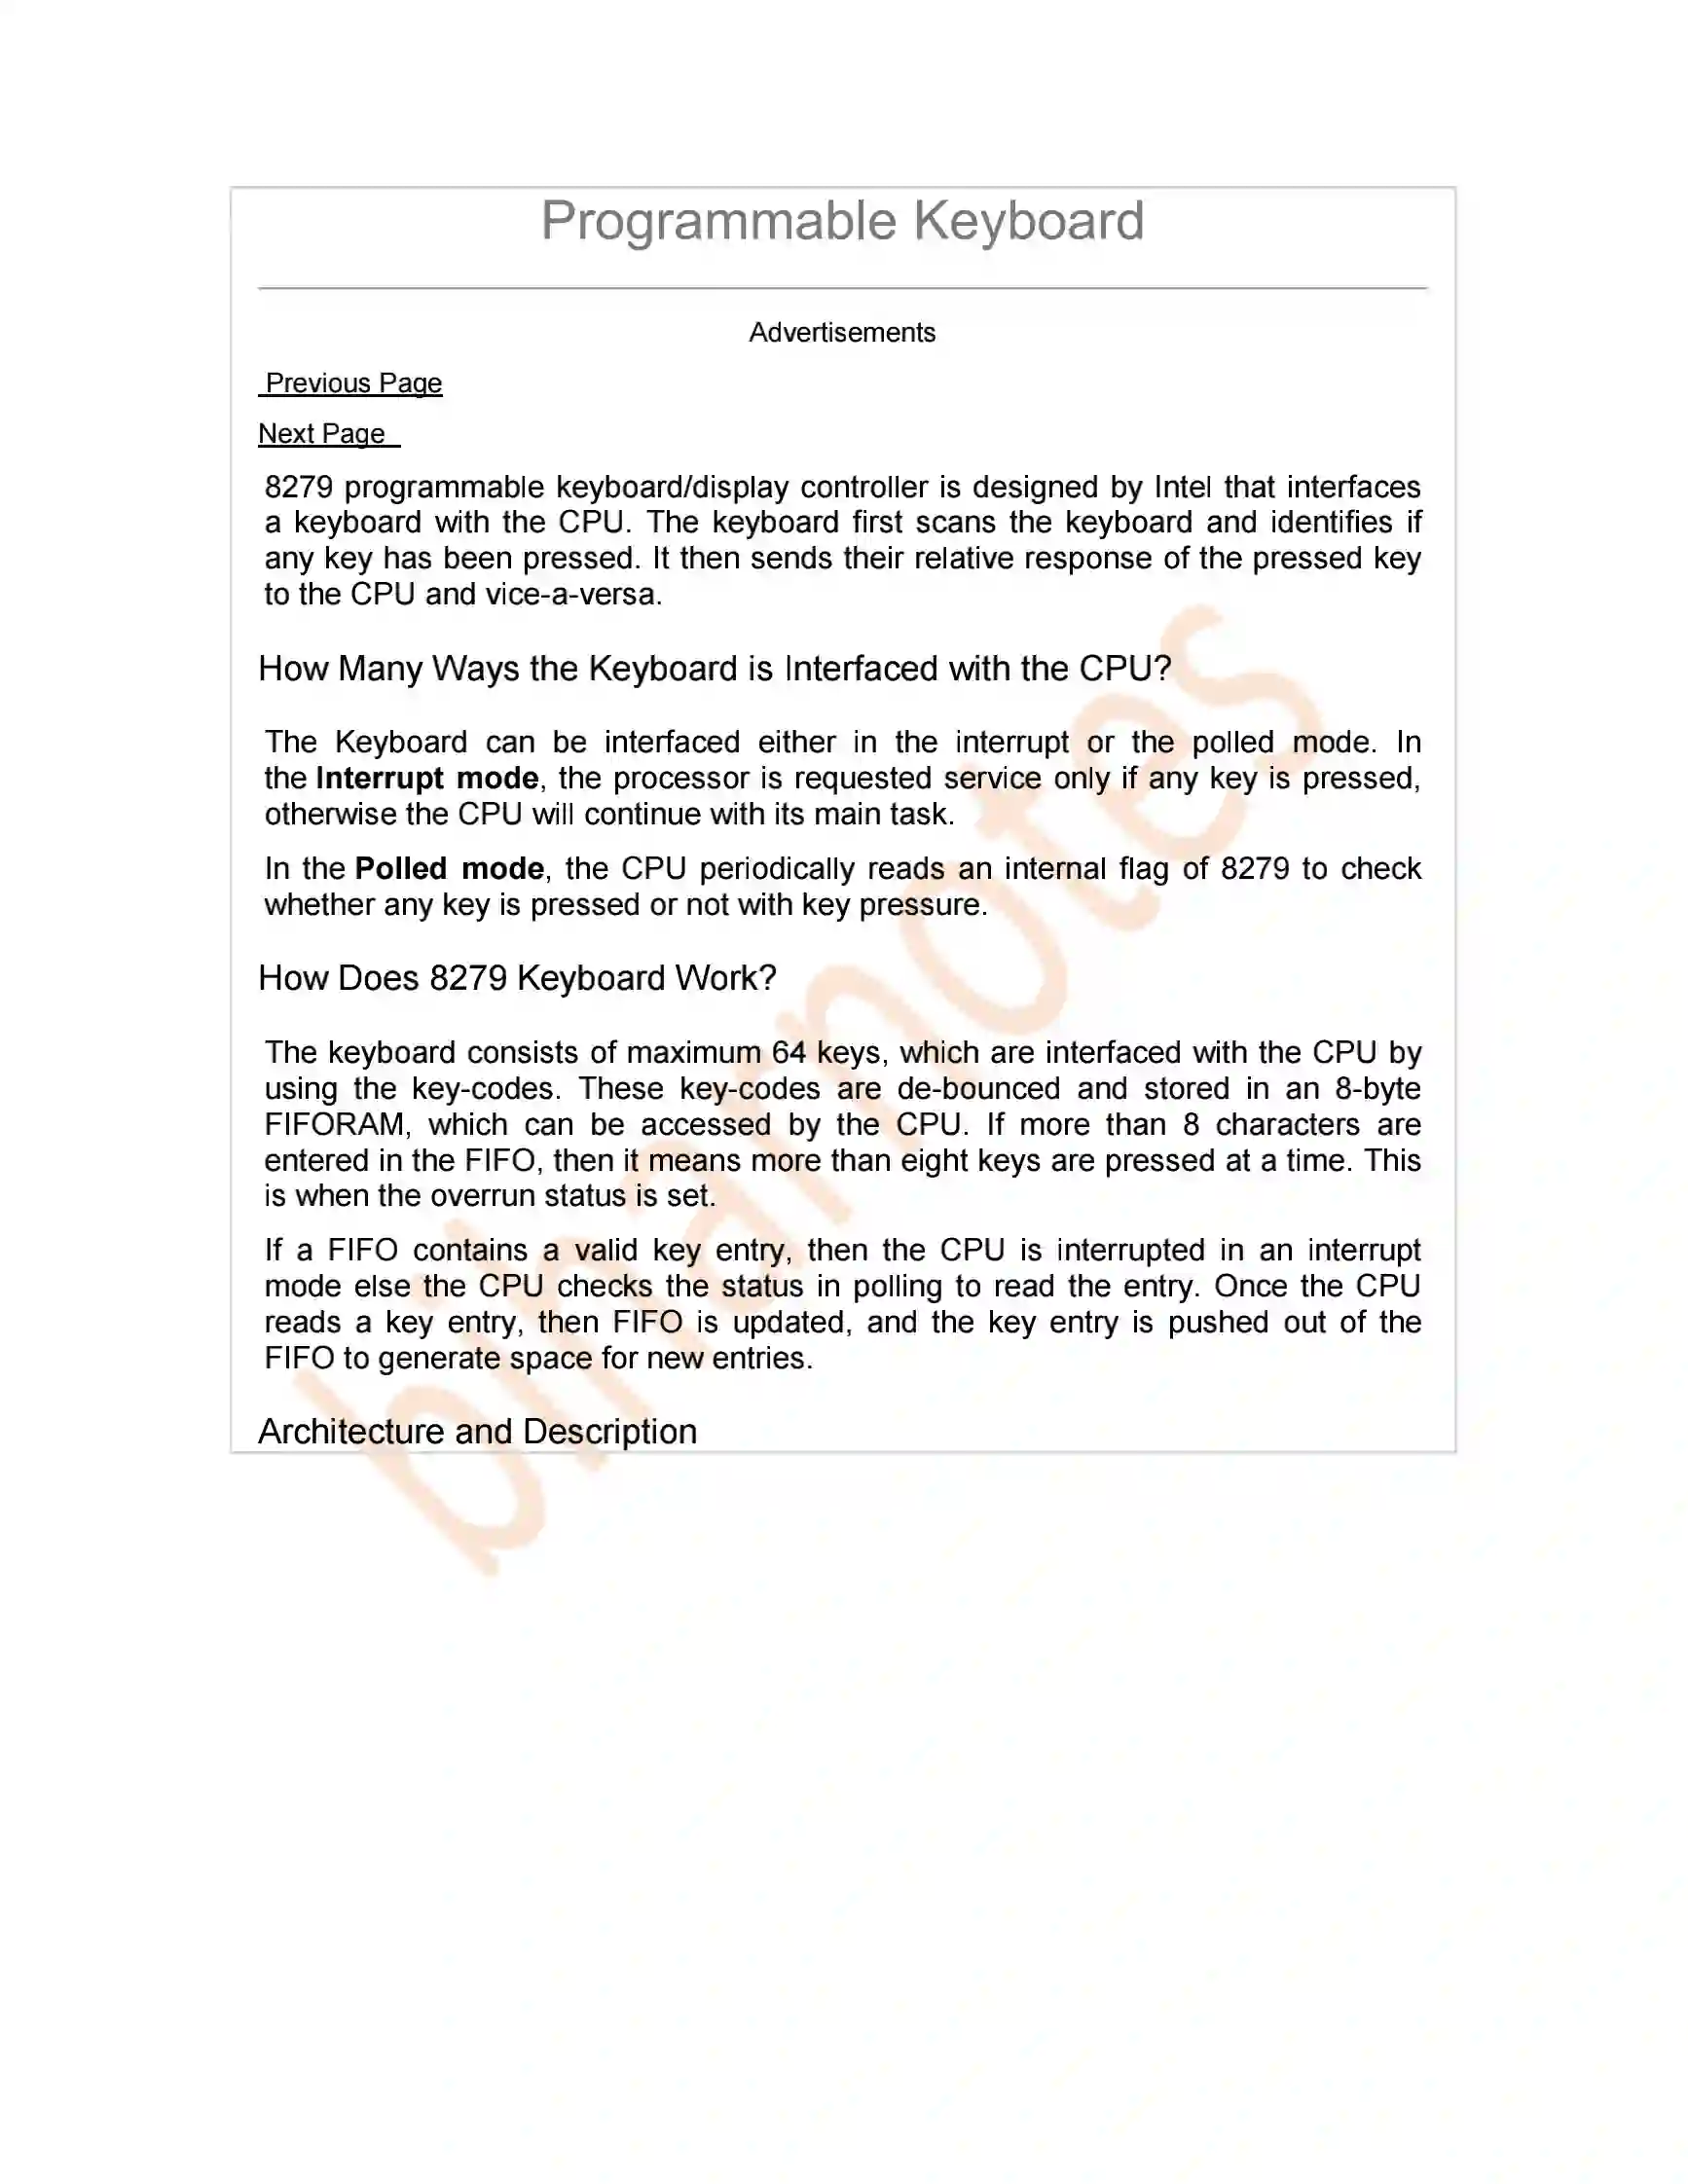 Programmable Keyboard
Advertisements
Previous Page
Next Page
8279 programmable keyboard/display controller is designed by Intel that interfaces
a keyboard with the CPU. The keyboard first scans the keyboard and identifies if
any key has been pressed. It then sends their relative response of the pressed key
to the CPU and vice-a-versa.
How Many Ways the Keyboard is Interfaced with the CPU?
The Keyboard can be interfaced either in the interrupt or the polled mode. In
the Interrupt mode, the processor is requested service only if any key is pressed,
otherwise the CPU will continue with its main task.
In the Polled mode, the CPU periodically reads an internal flag of 8279 to check
whether any key is pressed or not with key pressure.
How Does 8279 Keyboard Work?
The keyboard consists of maximum 64 keys, which are interfaced with the CPU by
using the key-codes. These key-codes are de-bounced and stored in an 8-byte
FIFORAM, which can be accessed by the CPU. If more than 8 characters are
entered in the FIFO, then it means more than eight keys are pressed at a time. This
is when the overrun status is set.
If a FIFO contains a valid key entry, then the CPU is interrupted in an interrupt
mode else the CPU checks the status in polling to read the entry. Once the CPU
reads a key entry, then FIFO is updated, and the key entry is pushed out of the
FIFO to generate space for new entries.
Architecture and Description
biharnotes